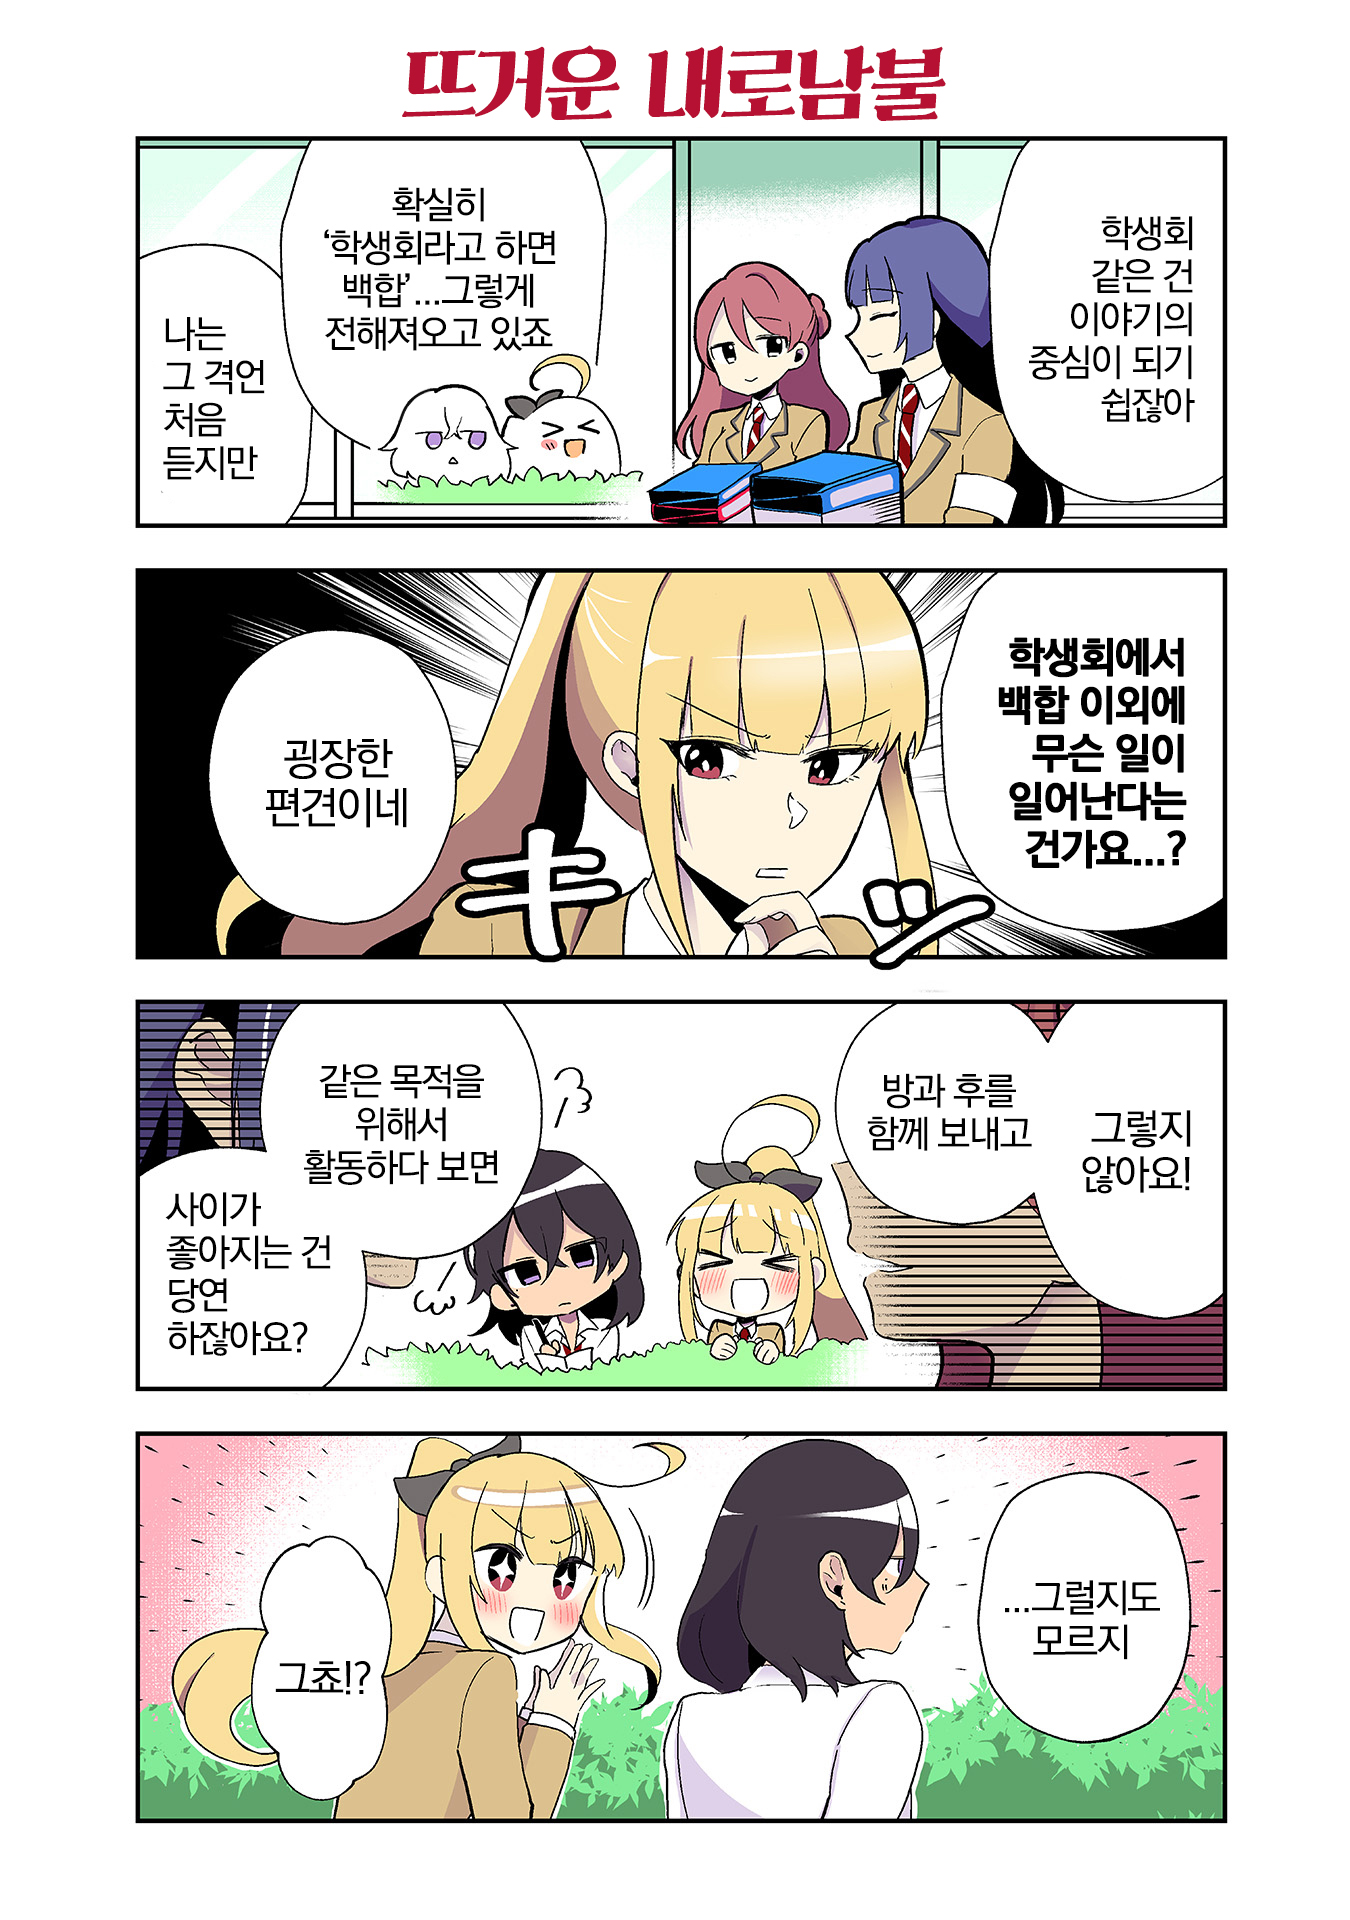 뜨거운 내로남불
학생회
같은 건
이야기의
중심이 되기
쉽잖아
확실히
‘학생회라고 하면
백합’...그렇게
전해져오고 있죠
나는
그 격언
처음
듣지만
학생회에서
백합 이외에
무슨 일이
일어난다는
건가요...?
굉장한
편견이네
キッ
그렇지
않아요!
방과 후를
함께 보내고
같은 목적을
위해서
활동하다 보면
사이가
좋아지는 건
당연
하잖아요?
...그럴지도
모르지
그쵸!?